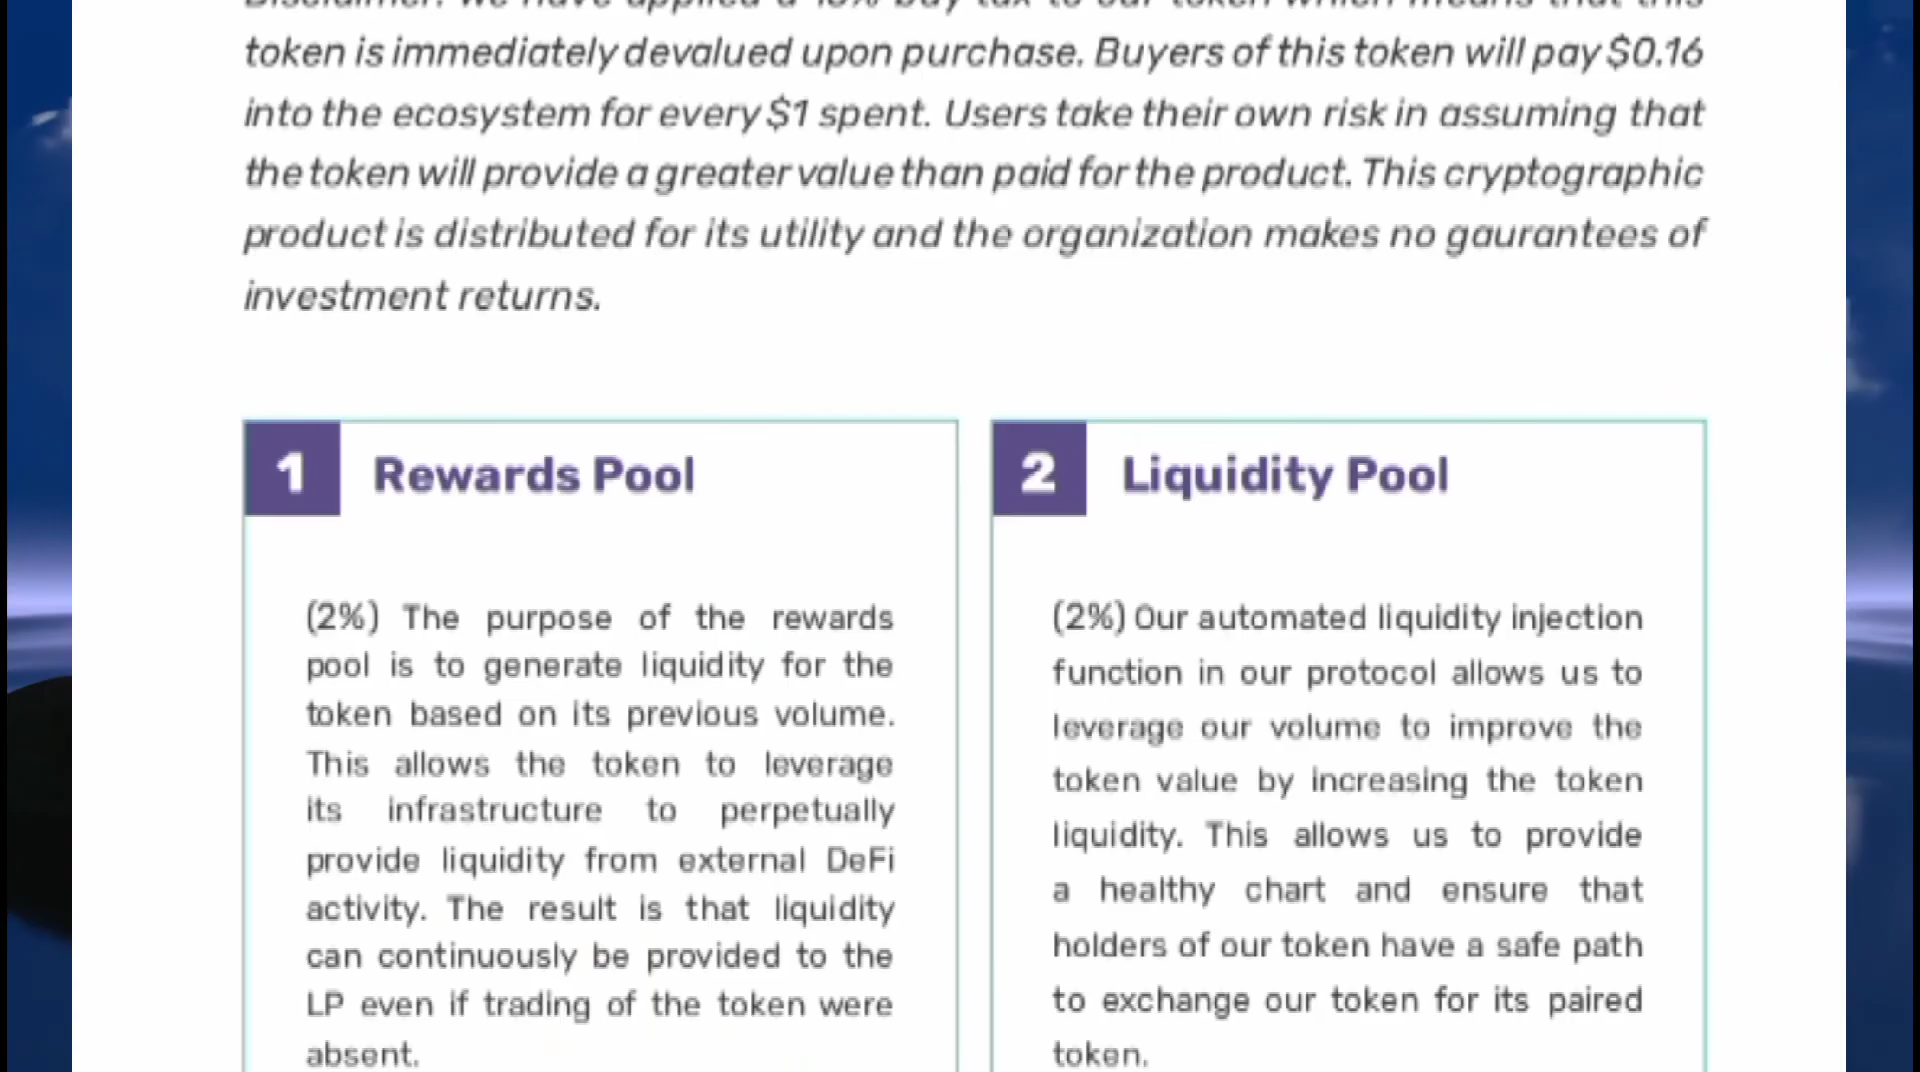 token is immediately devalued upon purchase. Buyers of this token will pay $0.16
into the ecosystem for every $1 spent. Users take their own risk in assuming that
the token will provide a greater value than paid for the product. This cryptographic
product is distributed for its utility and the organization makes no gaurantees of
investment returns.
1 Rewards Pool
(2%) The purpose of the rewards
pool is to generate liquidity for the
token based on its previous volume.
This allows the token to leverage
its infrastructure to perpetually
provide liquidity from external DeFi
activity. The result is that liquidity
can continuously be provided to the
LP even if trading of the token were
absent.
2 Liquidity Pool
(2%) Our automated liquidity injection
function in our protocol allows us to
leverage our volume to improve the
token value by increasing the token
liquidity. This allows us to provide
a healthy chart and ensure that
holders of our token have a safe path
to exchange our token for its paired
token.